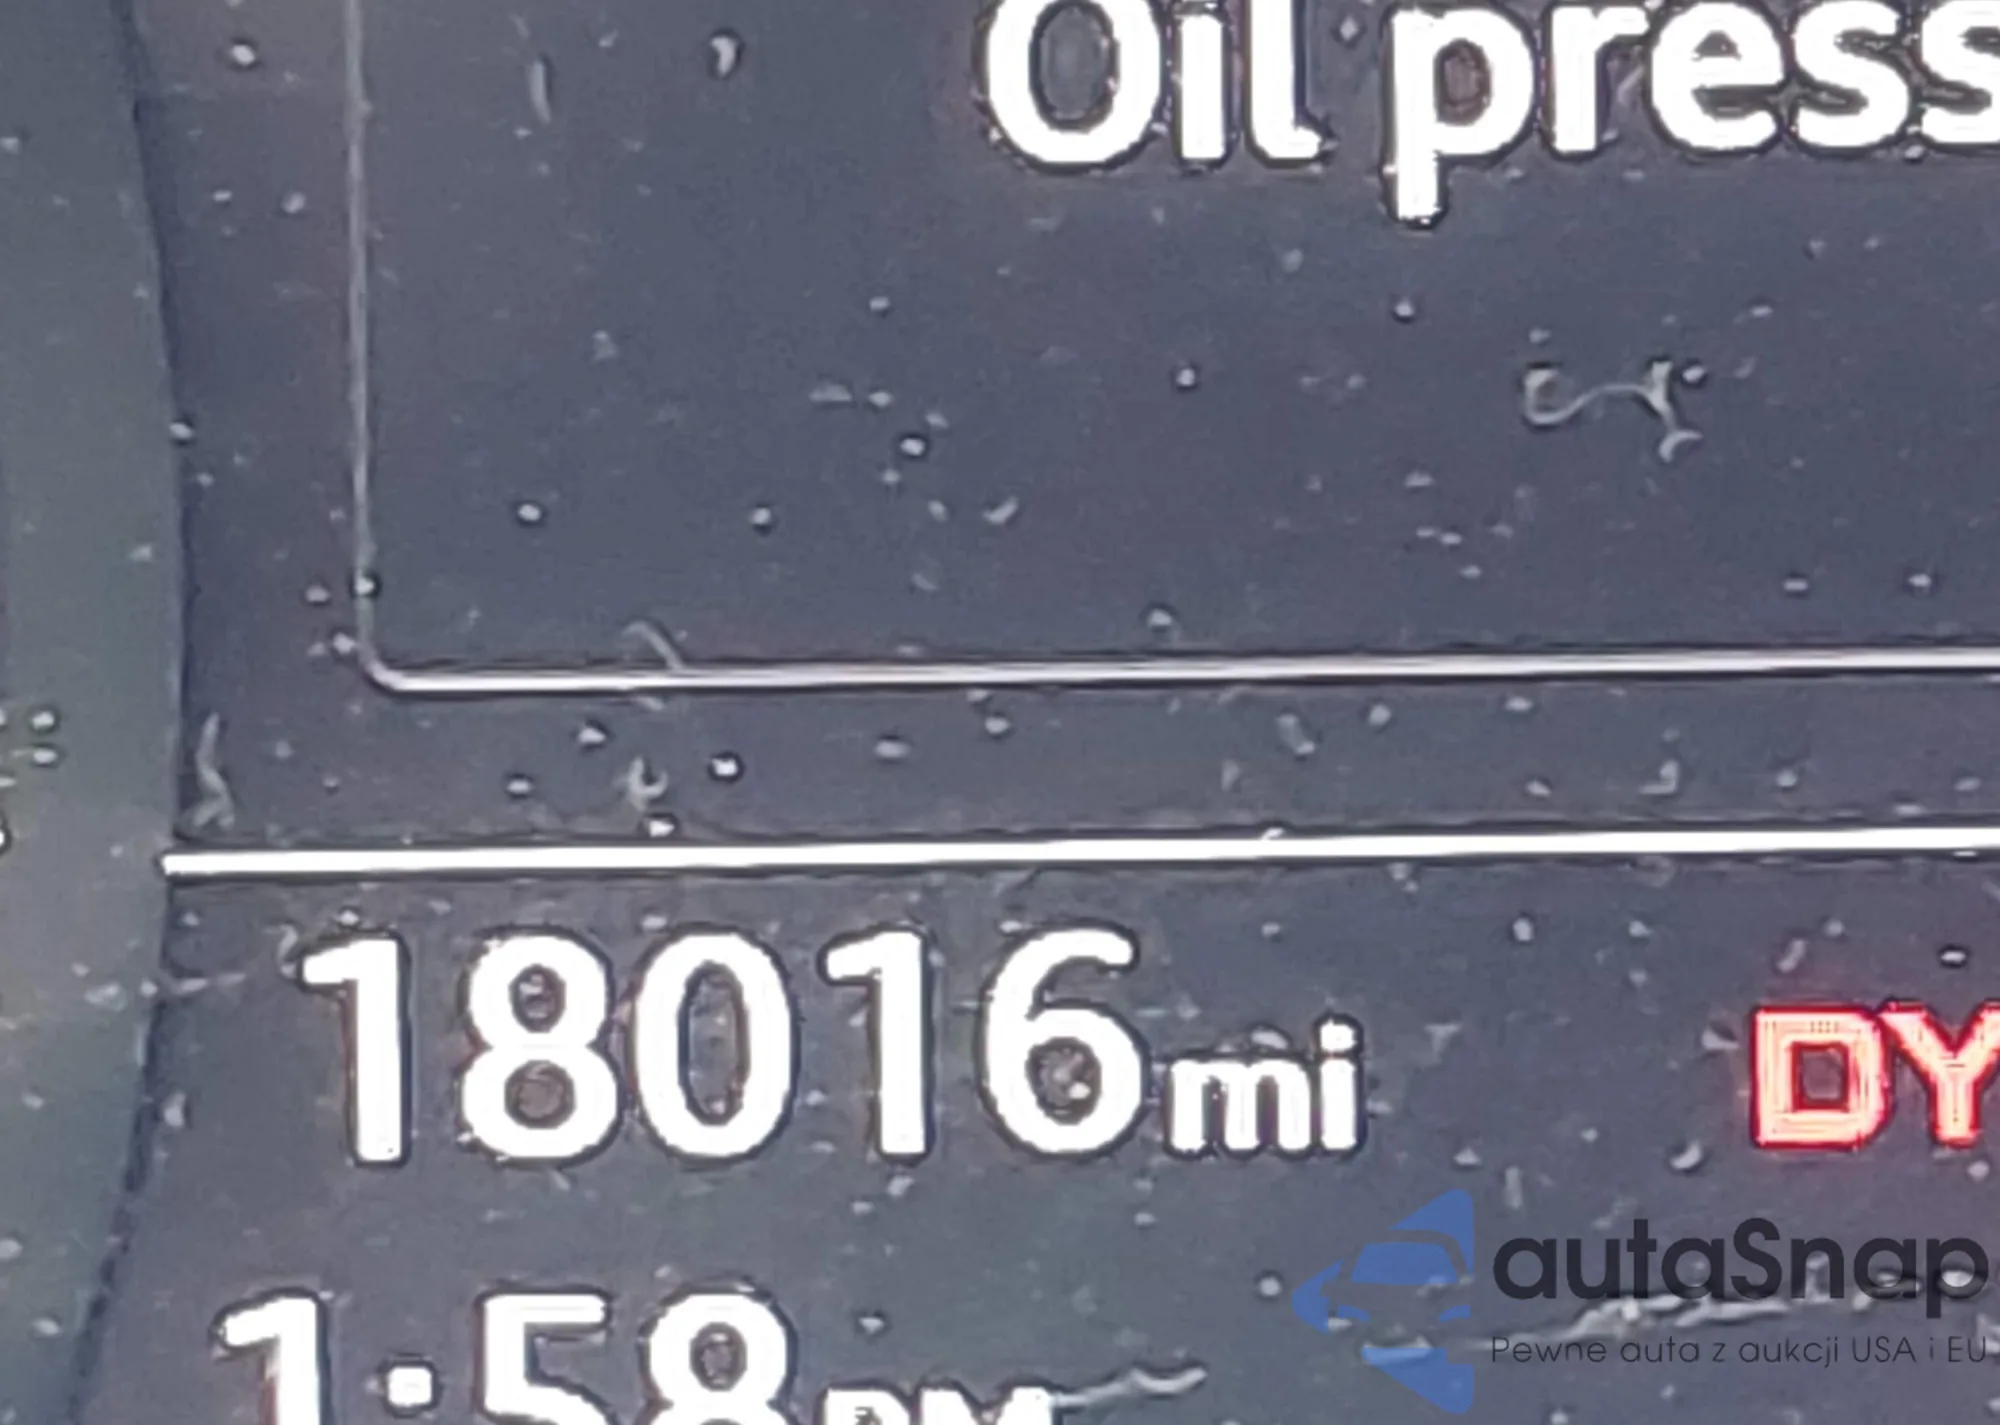 Oil press
18016mi
DY
1:58PM
autaSnap
Pewne auta z aukcji USA i EU